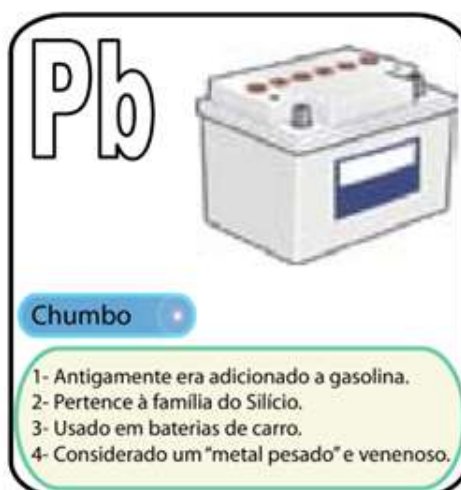 Pb
Chumbo
1- Antigamente era adicionado a gasolina.
2- Pertence à família do Silício.
3- Usado em baterias de carro.
4- Considerado um “metal pesado” e venenoso.